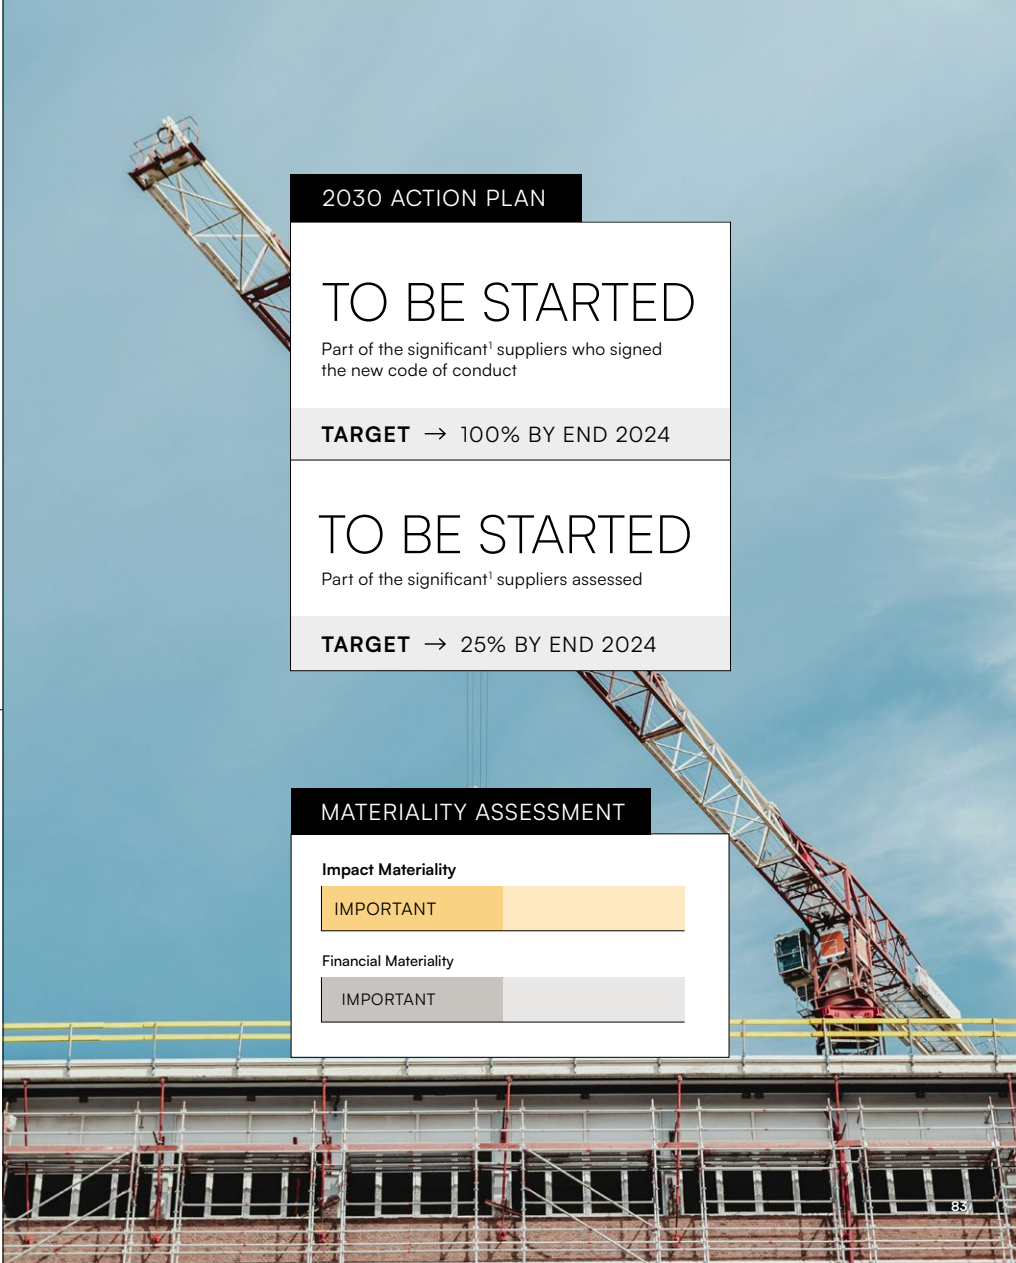 2030 ACTION PLAN
TO BE STARTED
Part of the significant¹ suppliers who signed
the new code of conduct
TARGET → 100% BY END 2024
TO BE STARTED
Part of the significant¹ suppliers assessed
TARGET → 25% BY END 2024
MATERIALITY ASSESSMENT
Impact Materiality
IMPORTANT
Financial Materiality
IMPORTANT
83